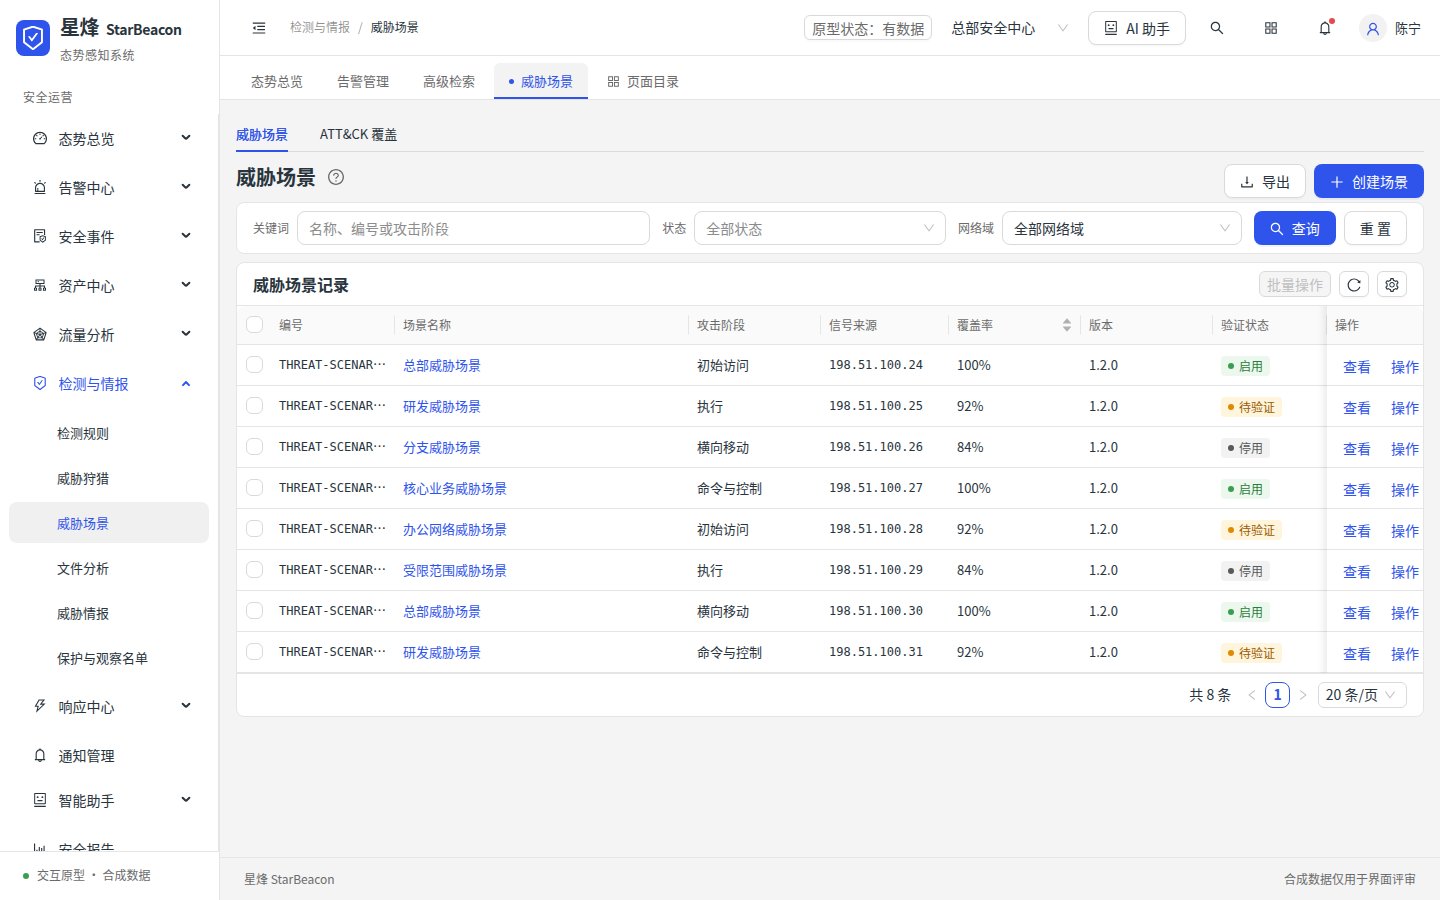 星烽 StarBeacon
态势感知系统
安全运营
态势总览
告警中心
安全事件
资产中心
流量分析
检测与情报
检测规则
威胁狩猎
威胁场景
文件分析
威胁情报
保护与观察名单
响应中心
通知管理
智能助手
安全报告
交互原型 · 合成数据
检测与情报 / 威胁场景
原型状态：有数据
总部安全中心
AI 助手
陈宁
态势总览
告警管理
高级检索
威胁场景
页面目录
威胁场景
ATT&CK 覆盖
威胁场景
导出
创建场景
关键词
名称、编号或攻击阶段
状态
全部状态
网络域
全部网络域
查询
重 置
威胁场景记录
批量操作
编号 场景名称 攻击阶段 信号来源 覆盖率 版本 验证状态 操作
THREAT-SCENAR··· 总部威胁场景 初始访问 198.51.100.24 100% 1.2.0 启用 查看 操作
THREAT-SCENAR··· 研发威胁场景 执行 198.51.100.25 92% 1.2.0 待验证 查看 操作
THREAT-SCENAR··· 分支威胁场景 横向移动 198.51.100.26 84% 1.2.0 停用 查看 操作
THREAT-SCENAR··· 核心业务威胁场景 命令与控制 198.51.100.27 100% 1.2.0 启用 查看 操作
THREAT-SCENAR··· 办公网络威胁场景 初始访问 198.51.100.28 92% 1.2.0 待验证 查看 操作
THREAT-SCENAR··· 受限范围威胁场景 执行 198.51.100.29 84% 1.2.0 停用 查看 操作
THREAT-SCENAR··· 总部威胁场景 横向移动 198.51.100.30 100% 1.2.0 启用 查看 操作
THREAT-SCENAR··· 研发威胁场景 命令与控制 198.51.100.31 92% 1.2.0 待验证 查看 操作
共 8 条 < 1 > 20 条/页
星烽 StarBeacon
合成数据仅用于界面评审